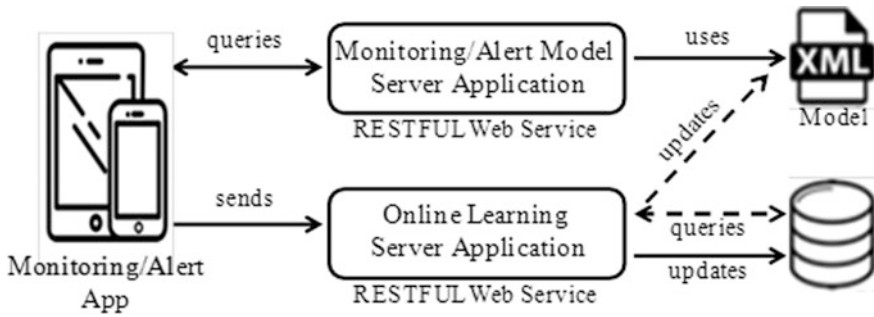 queries
Monitoring/Alert Model
Server Application
RESTFUL Web Service
uses
XML
Model
updates
sends
Online Learning
Server Application
RESTFUL Web Service
queries
updates
Monitoring/Alert
App